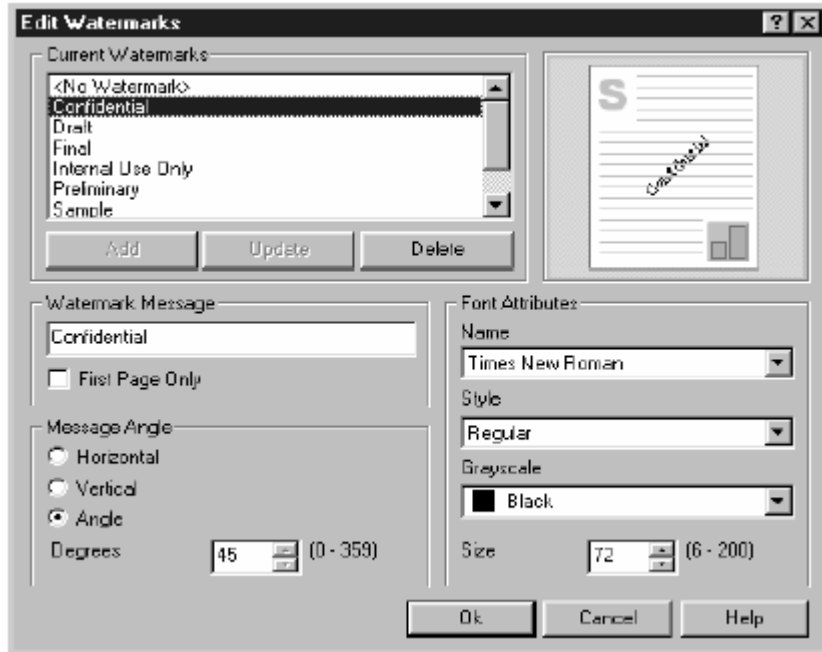 Edit Watermarks
Current Watermarks
<No Watermark>
Confidential
Draft
Final
Internal Use Only
Preliminary
Sample
Add Update Delete
S
Confidential
Watermark Message
Confidential
First Page Only
Message Angle
Horizontal
Vertical
Angle
Degrees 45 (0 - 359)
Font Attributes
Name
Times New Roman
Style
Regular
Grayscale
Black
Size 72 (6 - 200)
Ok Cancel Help